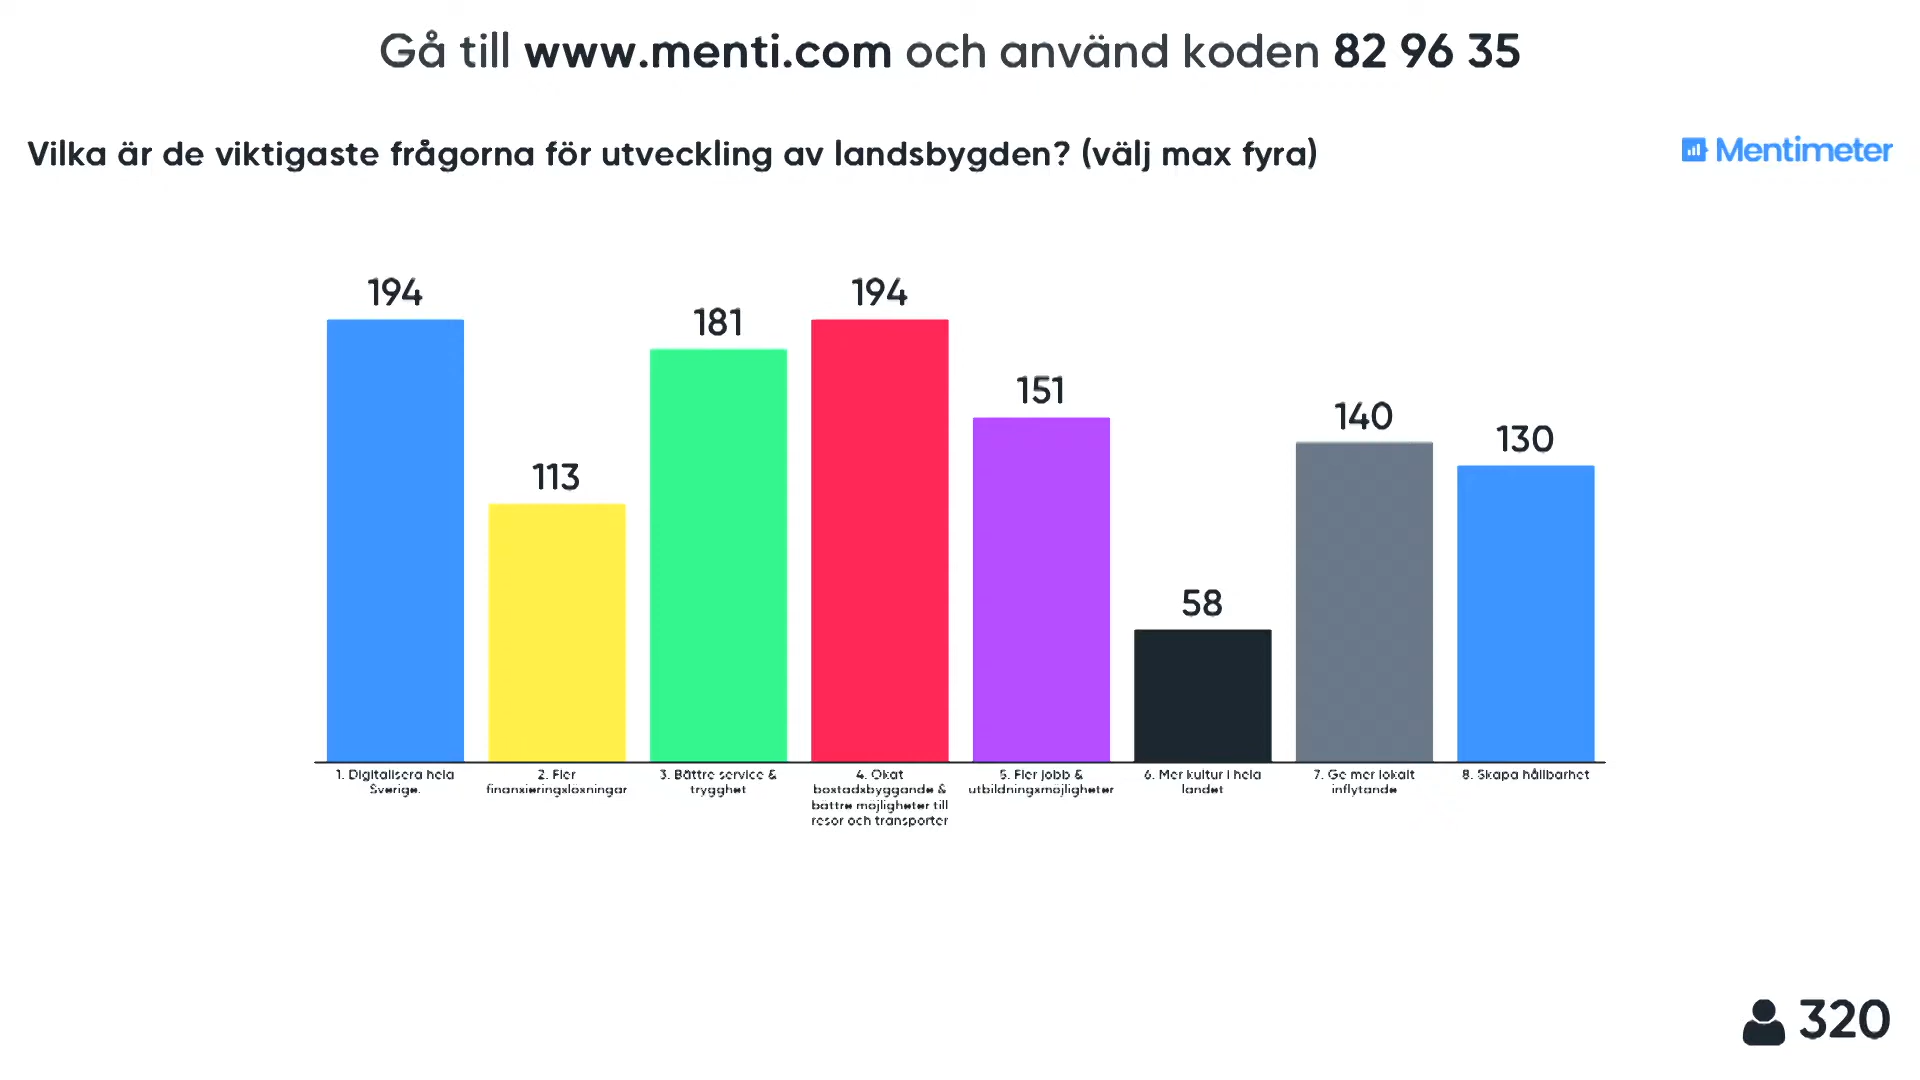 Gå till www.menti.com och använd koden 82 96 35
Vilka är de viktigaste frågorna för utveckling av landsbygden? (välj max fyra)
Mentimeter
194
113
181
194
151
58
140
130
1. Digitalisera hela
Sverige.
2. Fler
finansieringslösningar
3. Bättre service &
trygghet
4. Ökat
bostadsbyggande &
bättre möjligheter till
resor och transporter
5. Fler jobb &
utbildningsmöjligheter
6. Mer kultur i hela
landet
7. Ge mer lokalt
inflytande
8. Skapa hållbarhet
320